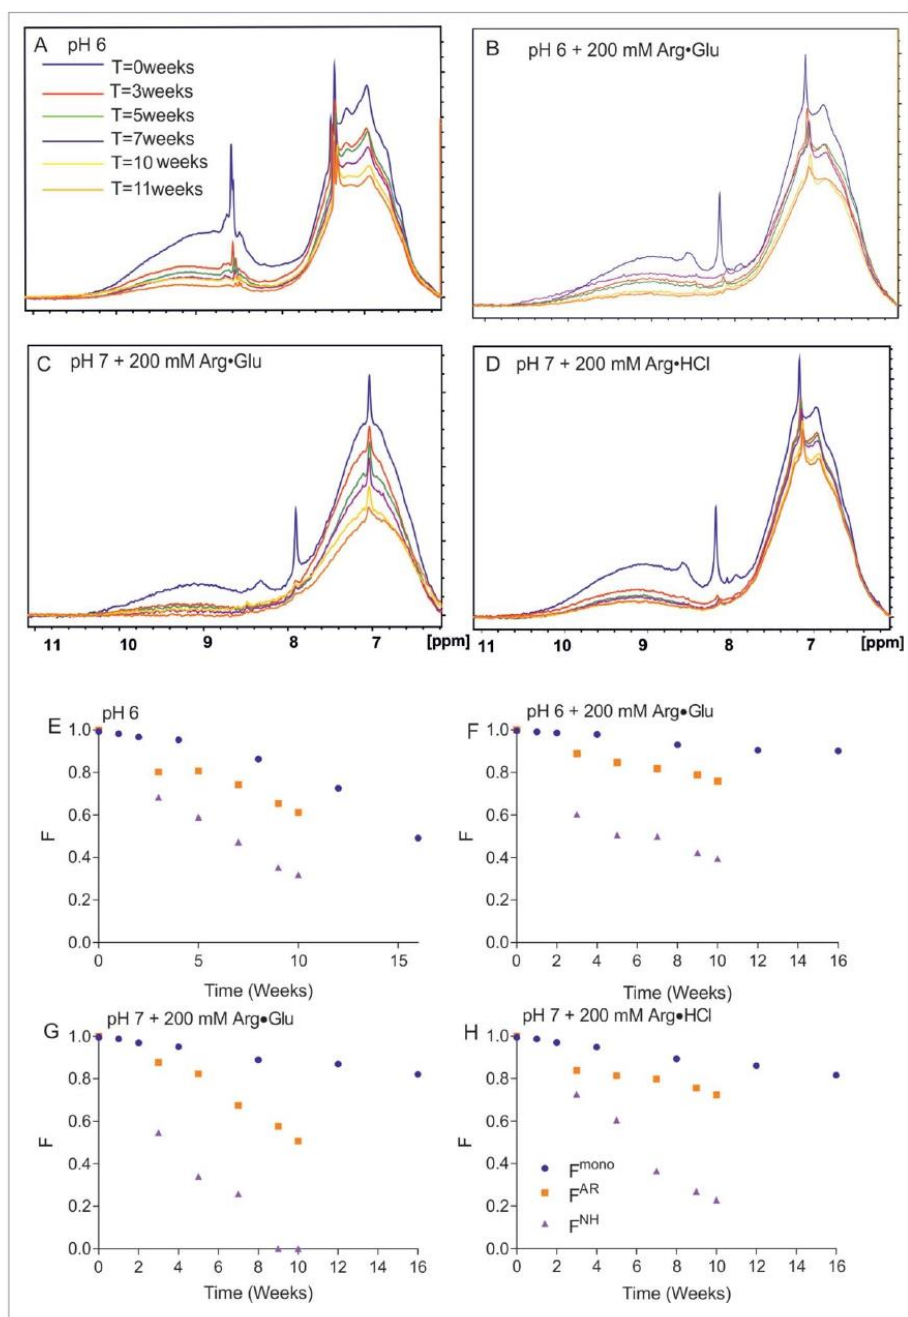 A pH 6
T=0weeks
T=3weeks
T=5weeks
T=7weeks
T=10 weeks
T=11weeks
B pH 6 + 200 mM Arg•Glu
C pH 7 + 200 mM Arg•Glu
11 10 9 8 7 [ppm]
D pH 7 + 200 mM Arg•HCl
11 10 9 8 7 [ppm]
E pH 6
1.0
0.8
0.6
0.4
0.2
0.0
F
0 5 10 15
Time (Weeks)
F pH 6 + 200 mM Arg•Glu
1.0
0.8
0.6
0.4
0.2
0.0
F
0 2 4 6 8 10 12 14 16
Time (Weeks)
G pH 7 + 200 mM Arg•Glu
1.0
0.8
0.6
0.4
0.2
0.0
F
0 2 4 6 8 10 12 14 16
Time (Weeks)
H pH 7 + 200 mM Arg•HCl
1.0
0.8
0.6
0.4
0.2
0.0
F
F^mono
F^AR
F^NH
0 2 4 6 8 10 12 14 16
Time (Weeks)